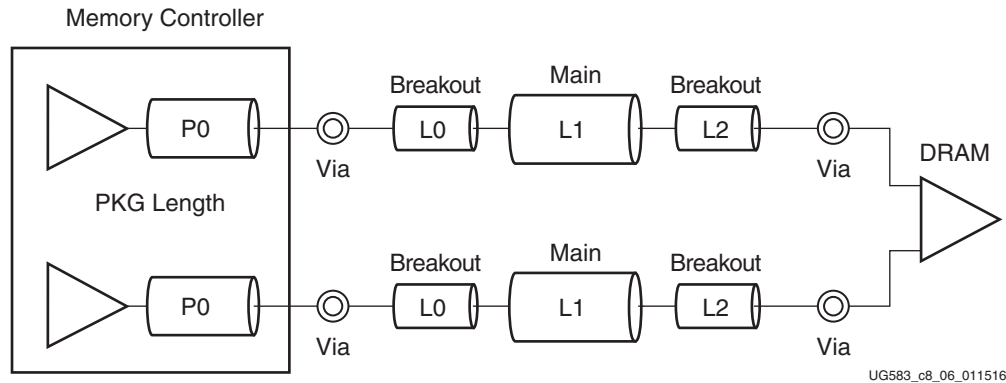 Memory Controller
Breakout
Main
Breakout
P0
L0
L1
L2
Via
Via
DRAM
PKG Length
Breakout
Main
Breakout
P0
L0
L1
L2
Via
Via
UG583_c8_06_011516